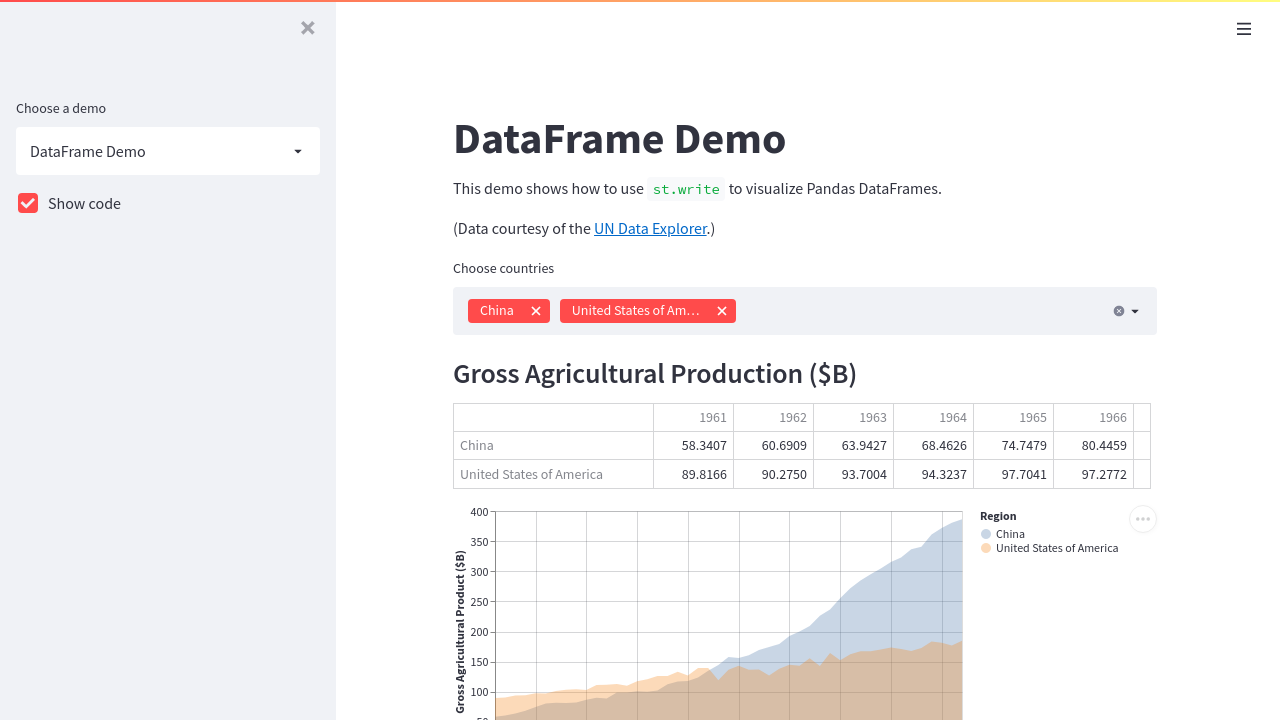 Choose a demo
DataFrame Demo
Show code
DataFrame Demo
This demo shows how to use st.write to visualize Pandas DataFrames.
(Data courtesy of the UN Data Explorer.)
Choose countries
China
United States of Am...
Gross Agricultural Production ($B)
1961 1962 1963 1964 1965 1966
China 58.3407 60.6909 63.9427 68.4626 74.7479 80.4459
United States of America 89.8166 90.2750 93.7004 94.3237 97.7041 97.2772
400
350
300
250
200
150
100
Gross Agricultural Product ($B)
Region
China
United States of America